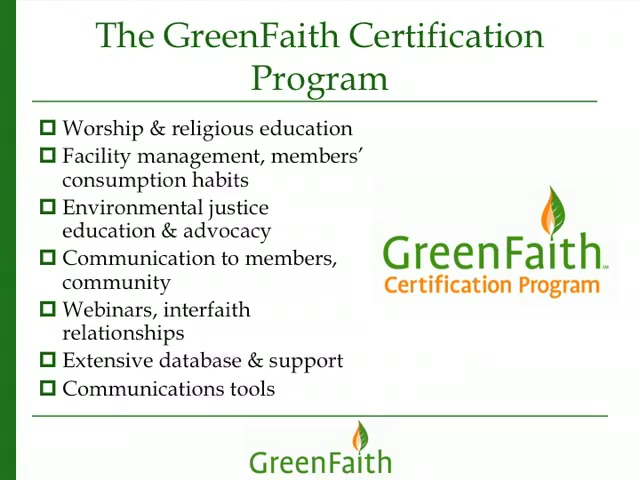 The GreenFaith Certification
Program
Worship & religious education
Facility management, members’
consumption habits
Environmental justice
education & advocacy
Communication to members,
community
Webinars, interfaith
relationships
Extensive database & support
Communications tools
GreenFaith℠
Certification Program
GreenFaith